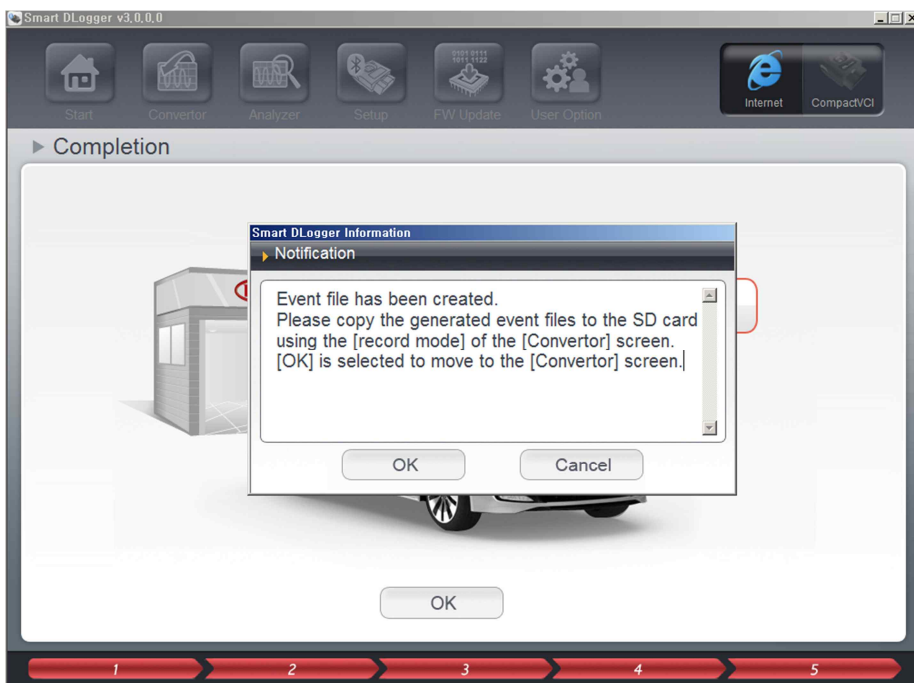 Smart DLogger v3,0,0,0
Start
Convertor
Analyzer
0101 0111
1011 1122
Setup
FW Update
User Option
Internet
CompactVCI
Completion
Smart DLogger Information
Notification
Event file has been created.
Please copy the generated event files to the SD card
using the [record mode] of the [Convertor] screen.
[OK] is selected to move to the [Convertor] screen.
OK
Cancel
OK
1
2
3
4
5